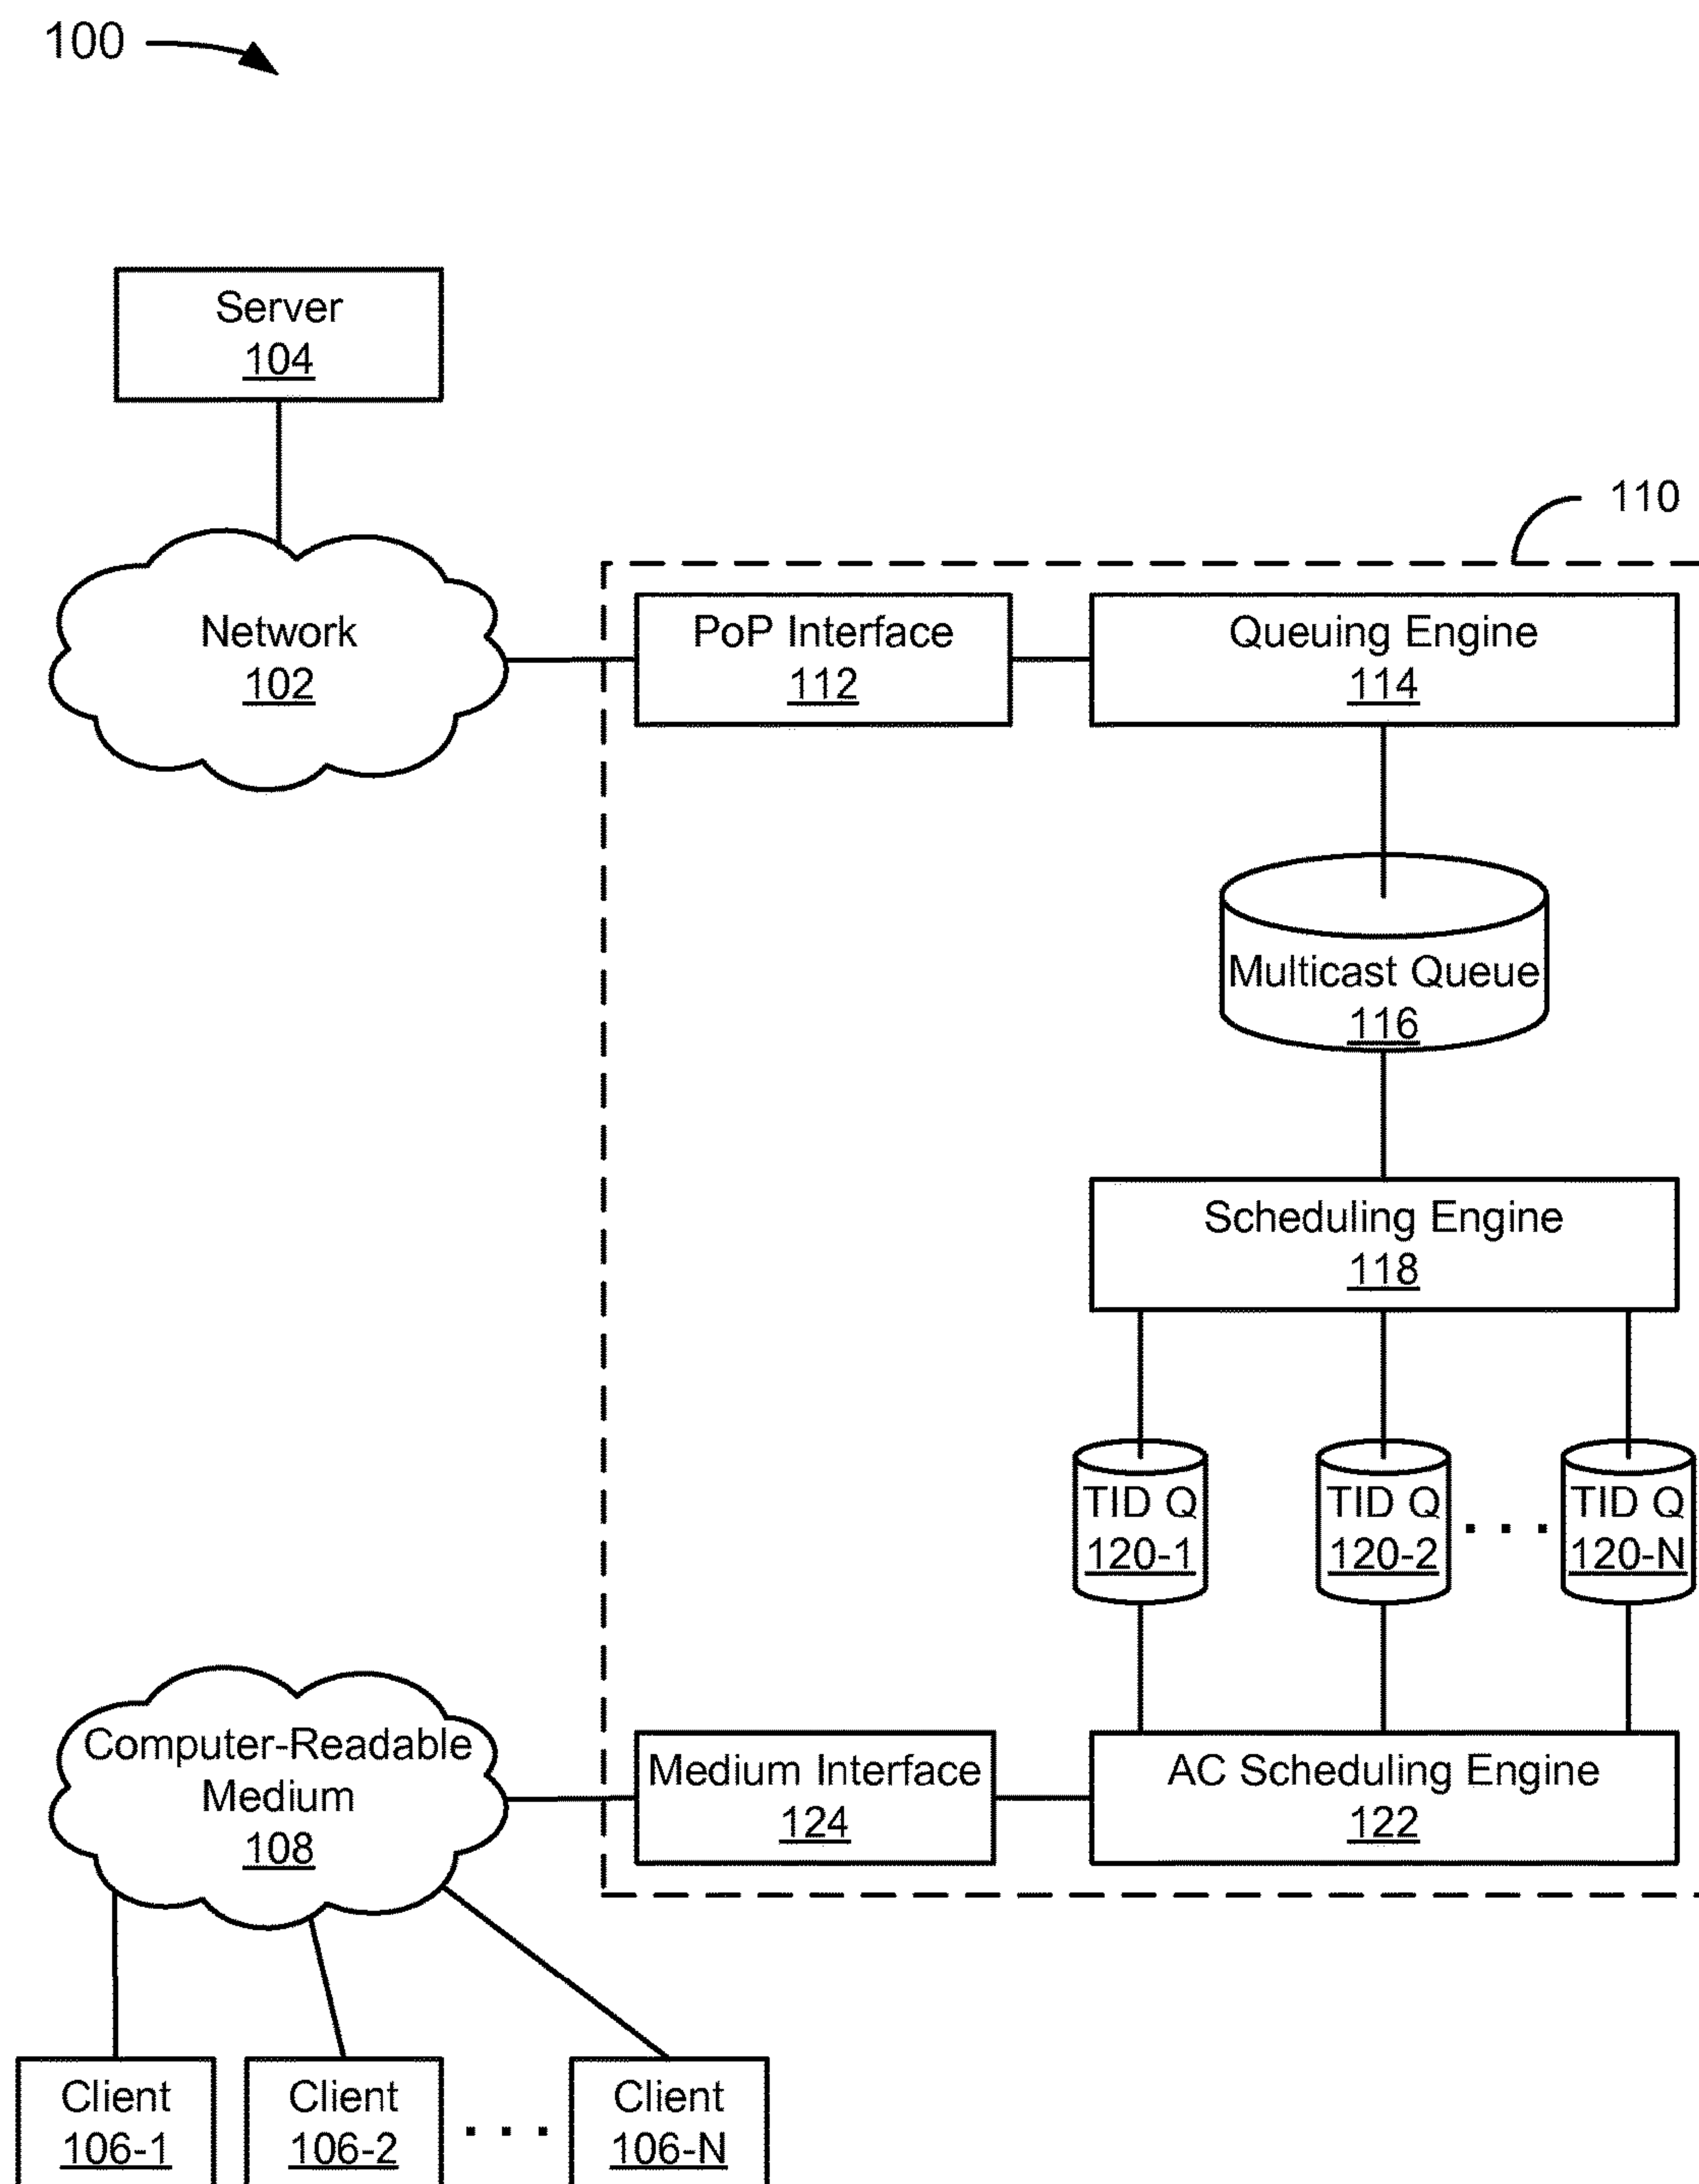 100
Server
104
110
Network
102
PoP Interface
112
Queuing Engine
114
Multicast Queue
116
Scheduling Engine
118
TID Q
120-1
TID Q
120-2
. . .
TID Q
120-N
Computer-Readable
Medium
108
Medium Interface
124
AC Scheduling Engine
122
Client
106-1
Client
106-2
. . .
Client
106-N